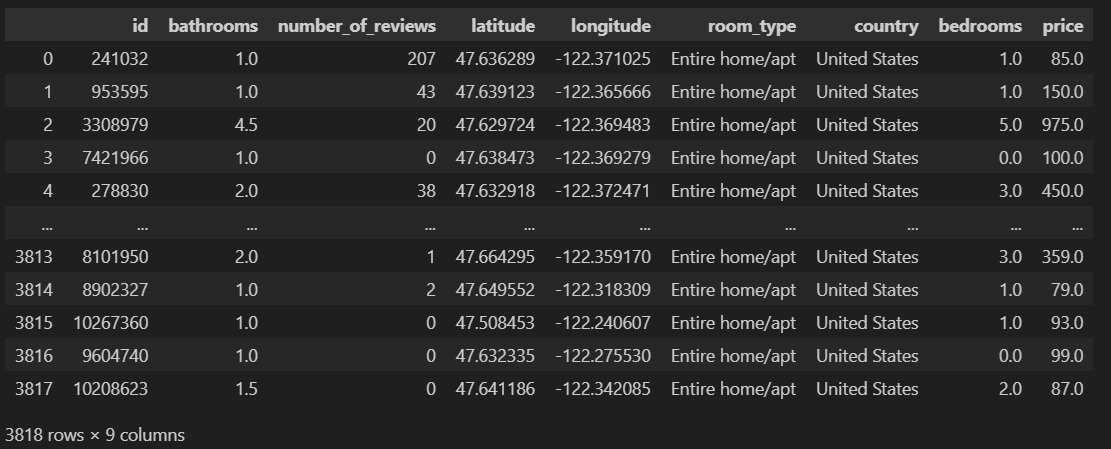 id bathrooms number_of_reviews latitude longitude room_type country bedrooms price
0 241032 1.0 207 47.636289 -122.371025 Entire home/apt United States 1.0 85.0
1 953595 1.0 43 47.639123 -122.365666 Entire home/apt United States 1.0 150.0
2 3308979 4.5 20 47.629724 -122.369483 Entire home/apt United States 5.0 975.0
3 7421966 1.0 0 47.638473 -122.369279 Entire home/apt United States 0.0 100.0
4 278830 2.0 38 47.632918 -122.372471 Entire home/apt United States 3.0 450.0
... ... ... ... ... ... ... ... ... ...
3813 8101950 2.0 1 47.664295 -122.359170 Entire home/apt United States 3.0 359.0
3814 8902327 1.0 2 47.649552 -122.318309 Entire home/apt United States 1.0 79.0
3815 10267360 1.0 0 47.508453 -122.240607 Entire home/apt United States 1.0 93.0
3816 9604740 1.0 0 47.632335 -122.275530 Entire home/apt United States 0.0 99.0
3817 10208623 1.5 0 47.641186 -122.342085 Entire home/apt United States 2.0 87.0
3818 rows × 9 columns